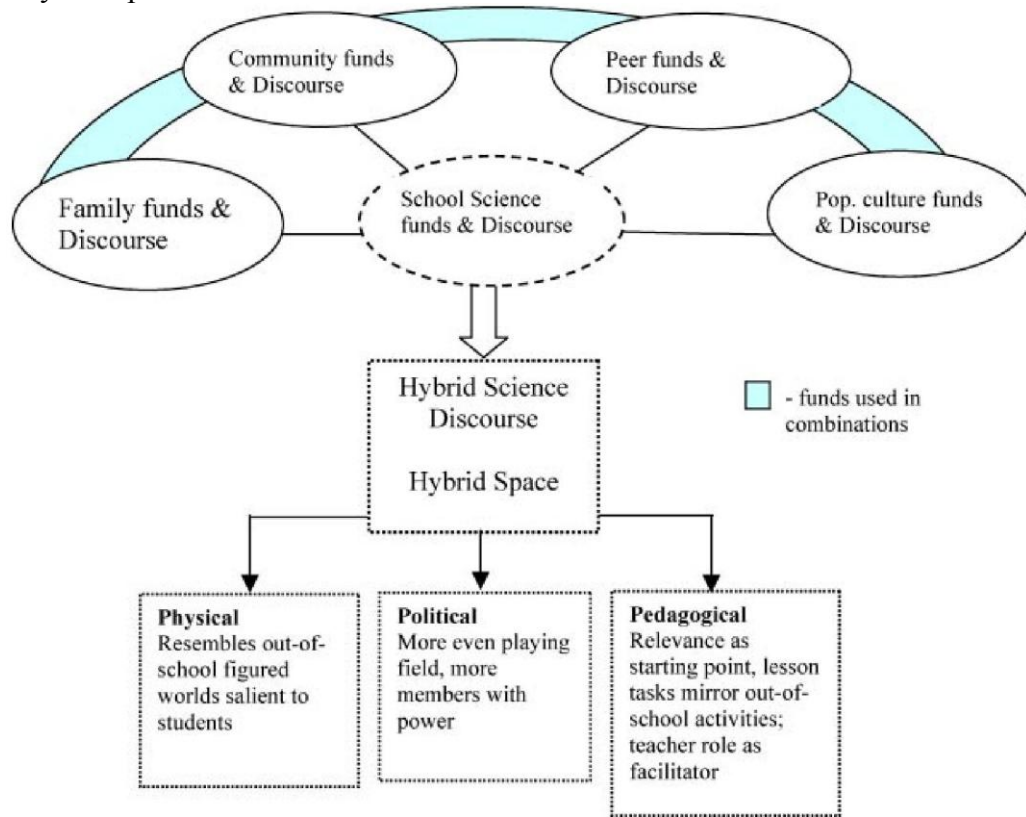 Community funds
& Discourse
Peer funds &
Discourse
Family funds &
Discourse
School Science
funds & Discourse
Pop. culture funds
& Discourse
Hybrid Science
Discourse
Hybrid Space
- funds used in
combinations
Physical
Resembles out-of-
school figured
worlds salient to
students
Political
More even playing
field, more
members with
power
Pedagogical
Relevance as
starting point, lesson
tasks mirror out-of-
school activities;
teacher role as
facilitator